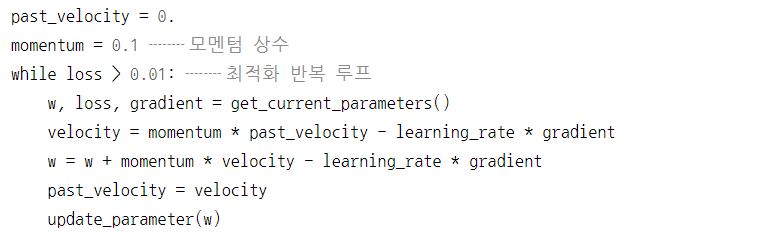 past_velocity = 0.
momentum = 0.1 -------- 모멘텀 상수
while loss > 0.01: -------- 최적화 반복 루프
    w, loss, gradient = get_current_parameters()
    velocity = momentum * past_velocity - learning_rate * gradient
    w = w + momentum * velocity - learning_rate * gradient
    past_velocity = velocity
    update_parameter(w)